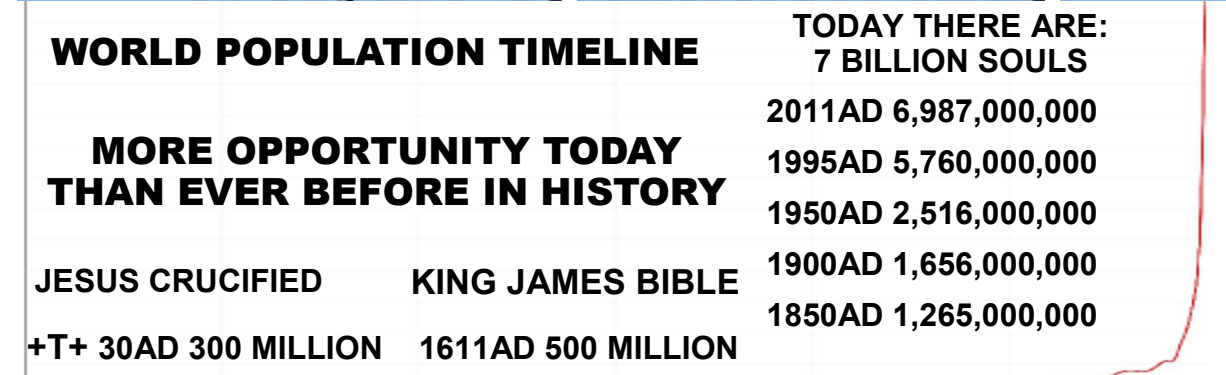 WORLD POPULATION TIMELINE
MORE OPPORTUNITY TODAY
THAN EVER BEFORE IN HISTORY
JESUS CRUCIFIED
+T+ 30AD 300 MILLION
KING JAMES BIBLE
1611AD 500 MILLION
TODAY THERE ARE:
7 BILLION SOULS
2011AD 6,987,000,000
1995AD 5,760,000,000
1950AD 2,516,000,000
1900AD 1,656,000,000
1850AD 1,265,000,000